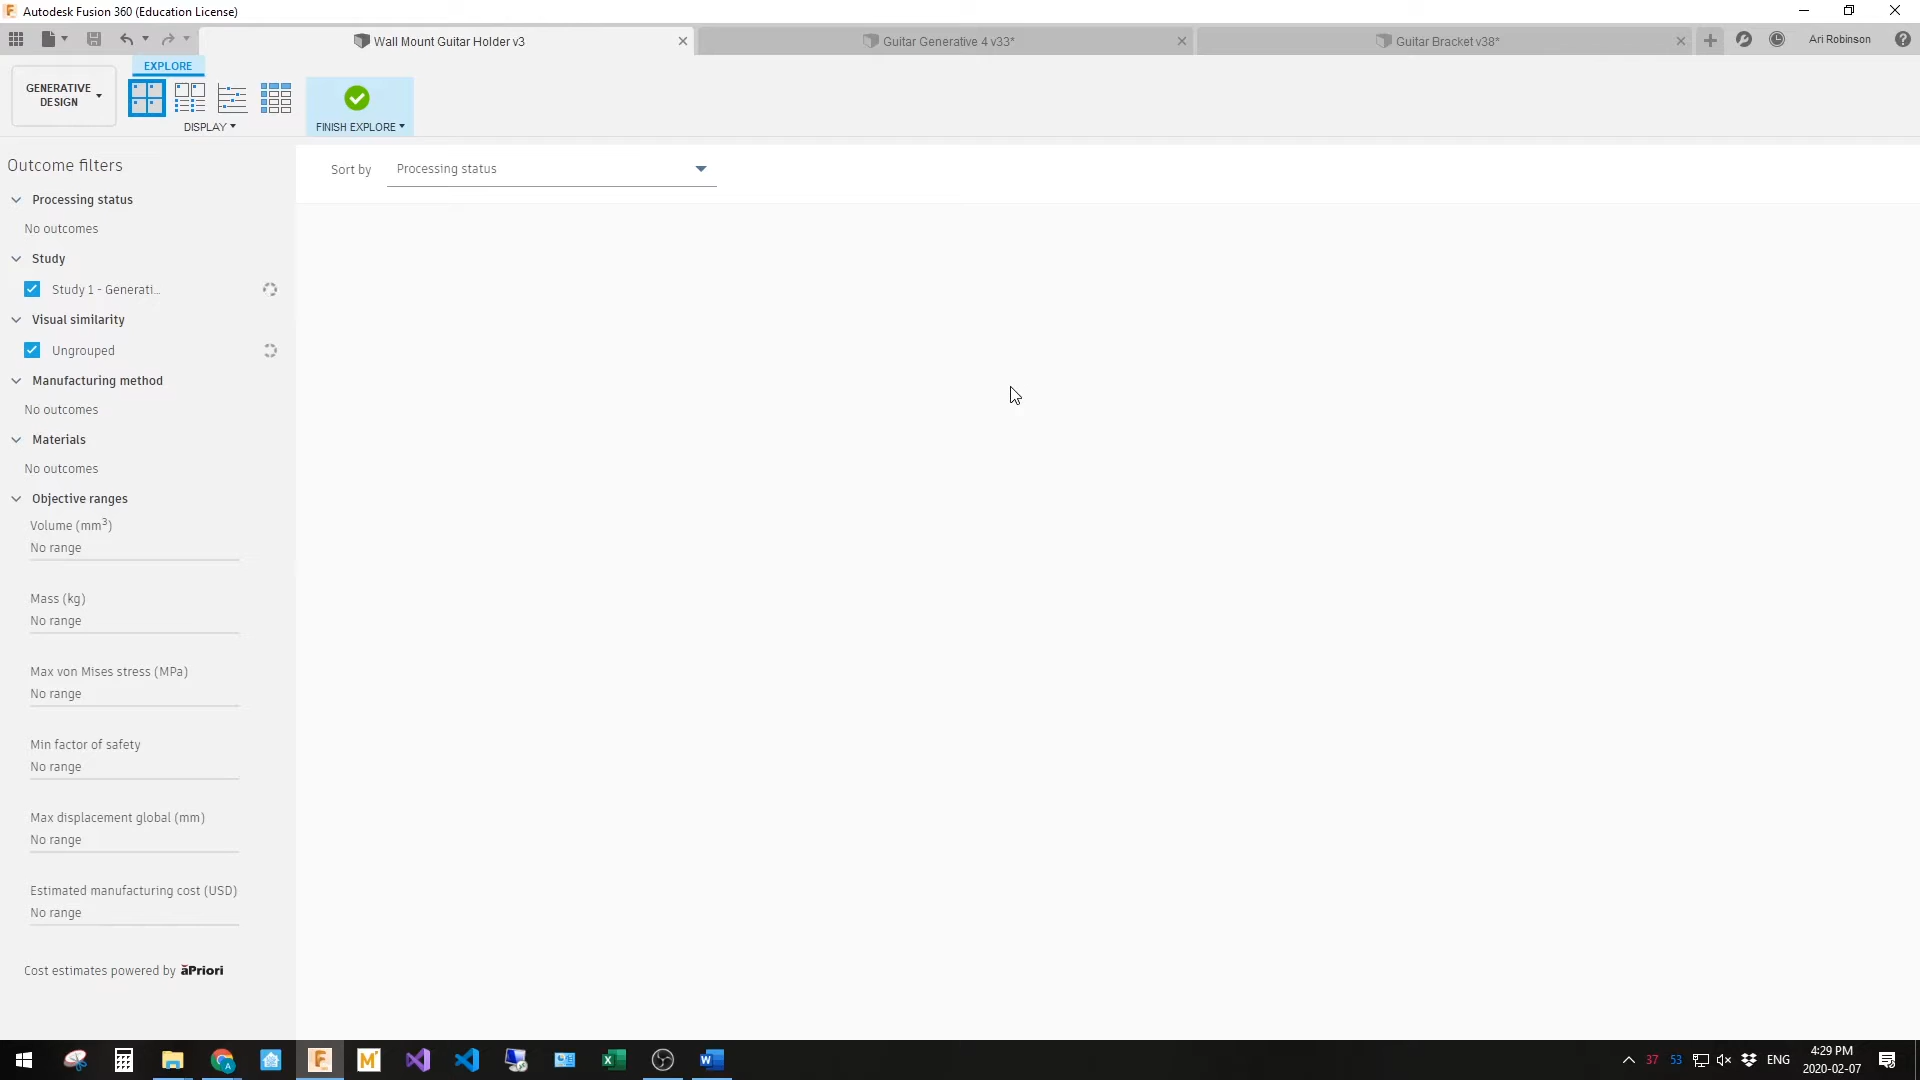 Autodesk Fusion 360 (Education License)
Wall Mount Guitar Holder v3
Guitar Generative 4 v33*
Guitar Bracket v38*
Ari Robinson
EXPLORE
GENERATIVE
DESIGN
DISPLAY
FINISH EXPLORE
Outcome filters
Sort by
Processing status
Processing status
No outcomes
Study
Study 1 - Generati...
Visual similarity
Ungrouped
Manufacturing method
No outcomes
Materials
No outcomes
Objective ranges
Volume (mm³)
No range
Mass (kg)
No range
Max von Mises stress (MPa)
No range
Min factor of safety
No range
Max displacement global (mm)
No range
Estimated manufacturing cost (USD)
No range
Cost estimates powered by aPriori
37
53
ENG
4:29 PM
2020-02-07